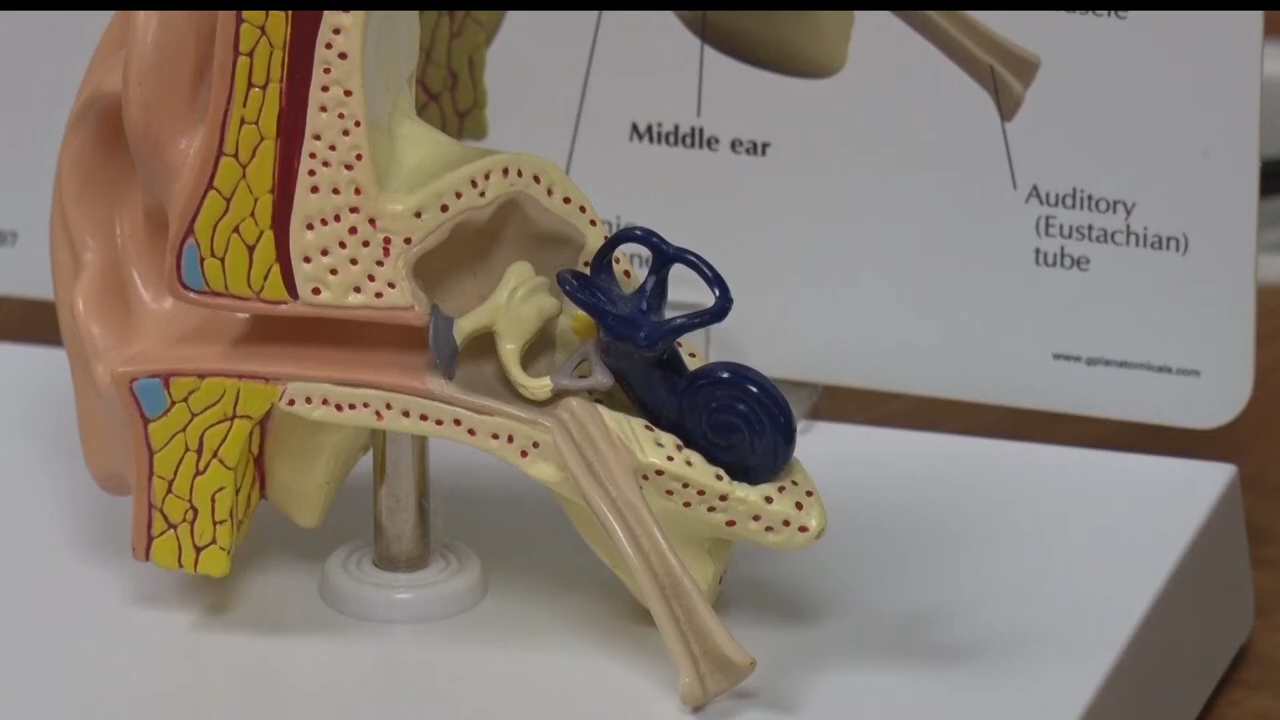 Middle ear
Auditory
(Eustachian)
tube
www.gpianatomicals.com